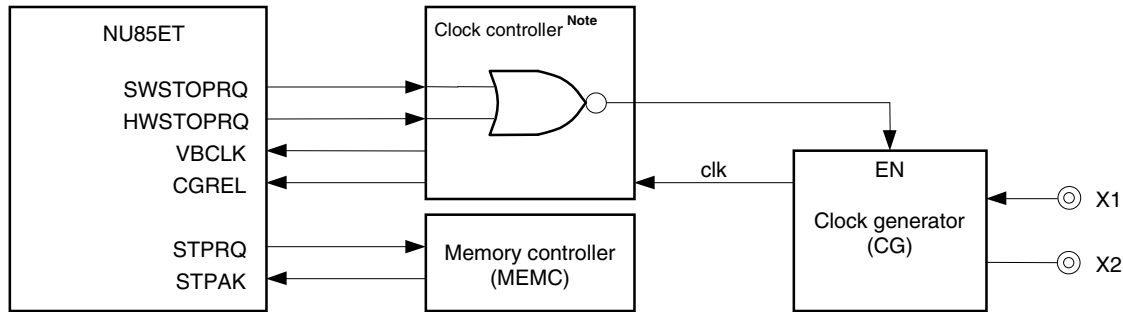 NU85ET
SWSTOPRQ
HWSTOPRQ
VBCLK
CGREL
STPRQ
STPAK
Clock controller Note
Memory controller
(MEMC)
clk
EN
Clock generator
(CG)
X1
X2